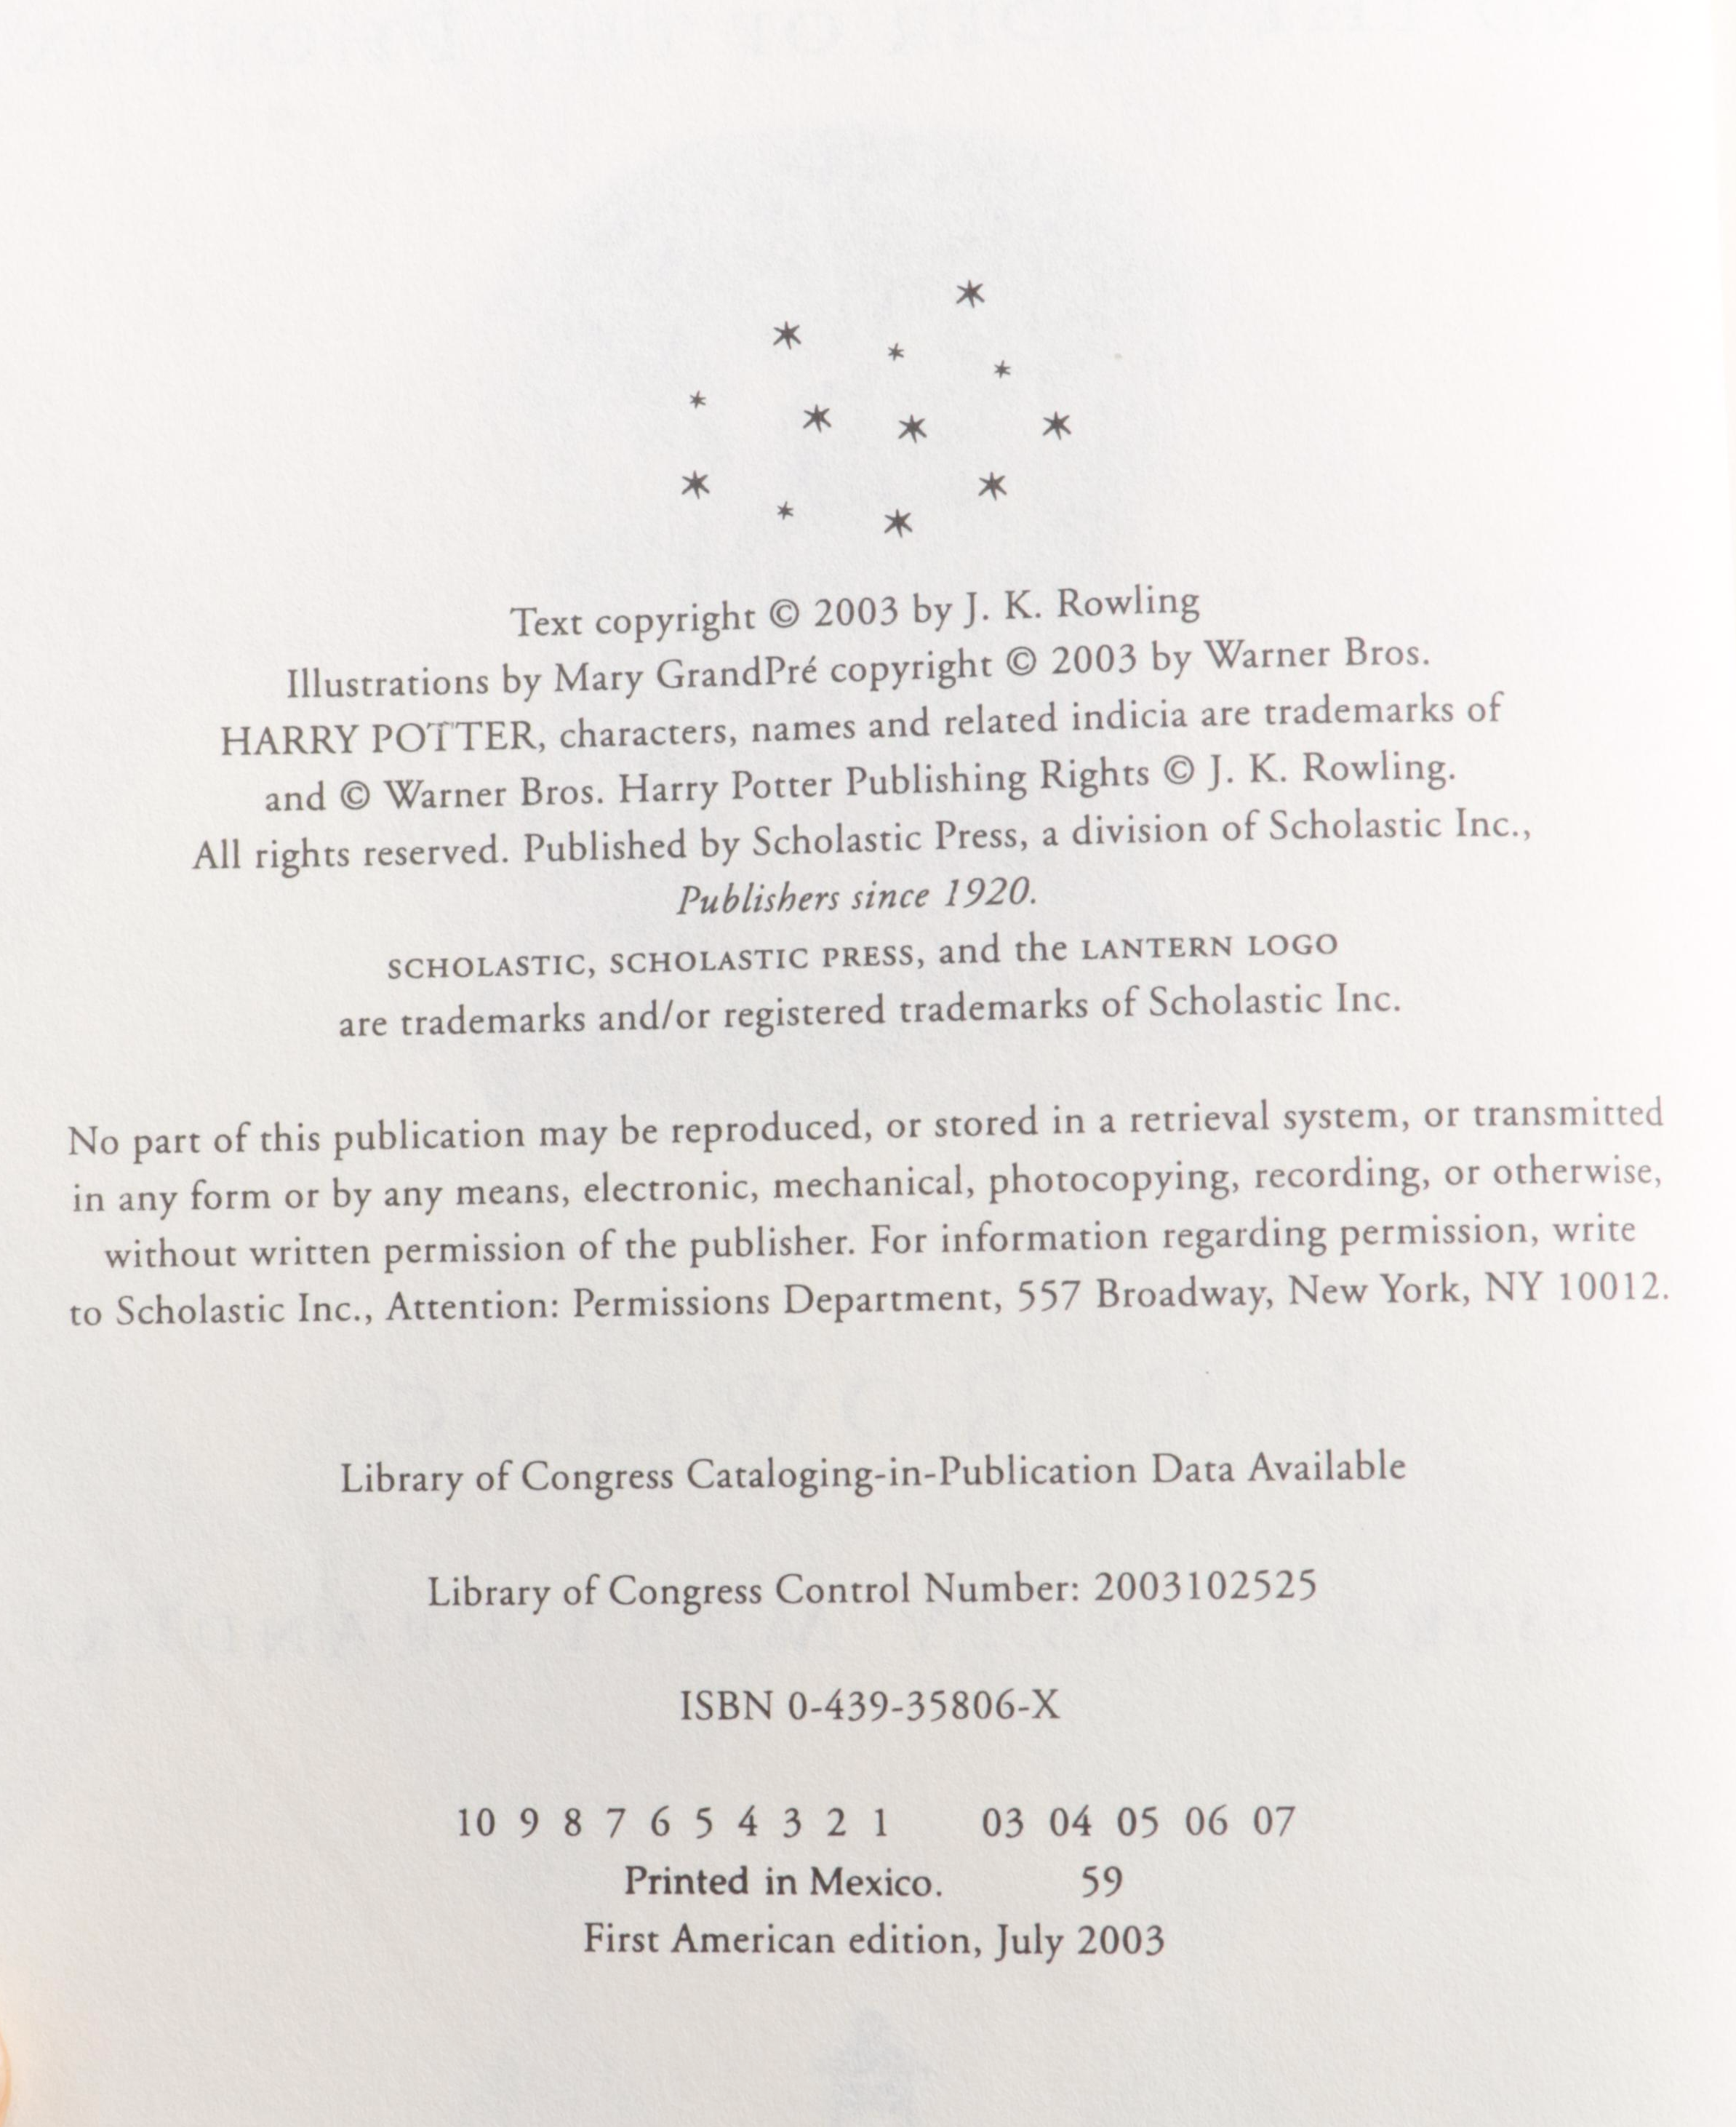 Text copyright © 2003 by J. K. Rowling
Illustrations by Mary GrandPré copyright © 2003 by Warner Bros.
HARRY POTTER, characters, names and related indicia are trademarks of
and © Warner Bros. Harry Potter Publishing Rights © J. K. Rowling.
All rights reserved. Published by Scholastic Press, a division of Scholastic Inc.,
Publishers since 1920.
SCHOLASTIC, SCHOLASTIC PRESS, and the LANTERN LOGO
are trademarks and/or registered trademarks of Scholastic Inc.
No part of this publication may be reproduced, or stored in a retrieval system, or transmitted
in any form or by any means, electronic, mechanical, photocopying, recording, or otherwise,
without written permission of the publisher. For information regarding permission, write
to Scholastic Inc., Attention: Permissions Department, 557 Broadway, New York, NY 10012.
Library of Congress Cataloging-in-Publication Data Available
Library of Congress Control Number: 2003102525
ISBN 0-439-35806-X
10 9 8 7 6 5 4 3 2 1 03 04 05 06 07
Printed in Mexico. 59
First American edition, July 2003